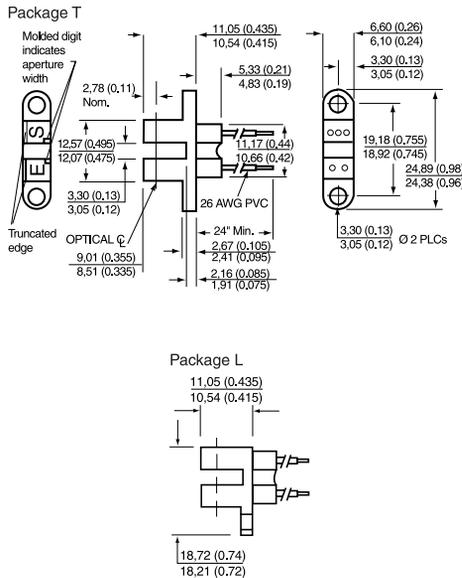 Package T
Molded digit
indicates
aperture
width
11,05 (0.435)
10,54 (0.415)
6,60 (0.26)
6,10 (0.24)
2,78 (0.11)
Nom.
5,33 (0.21)
4,83 (0.19)
3,30 (0.13)
3,05 (0.12)
S
E
12,57 (0.495)
12,07 (0.475)
11,17 (0.44)
10,66 (0.42)
19,18 (0.755)
18,92 (0.745)
24,89 (0.98)
24,38 (0.96)
3,30 (0.13)
3,05 (0.12)
26 AWG PVC
Truncated
edge
OPTICAL ℄
24" Min.
3,30 (0.13)
3,05 (0.12)
Ø 2 PLCs
9,01 (0.355)
8,51 (0.335)
2,67 (0.105)
2,41 (0.095)
2,16 (0.085)
1,91 (0.075)
Package L
11,05 (0.435)
10,54 (0.415)
18,72 (0.74)
18,21 (0.72)